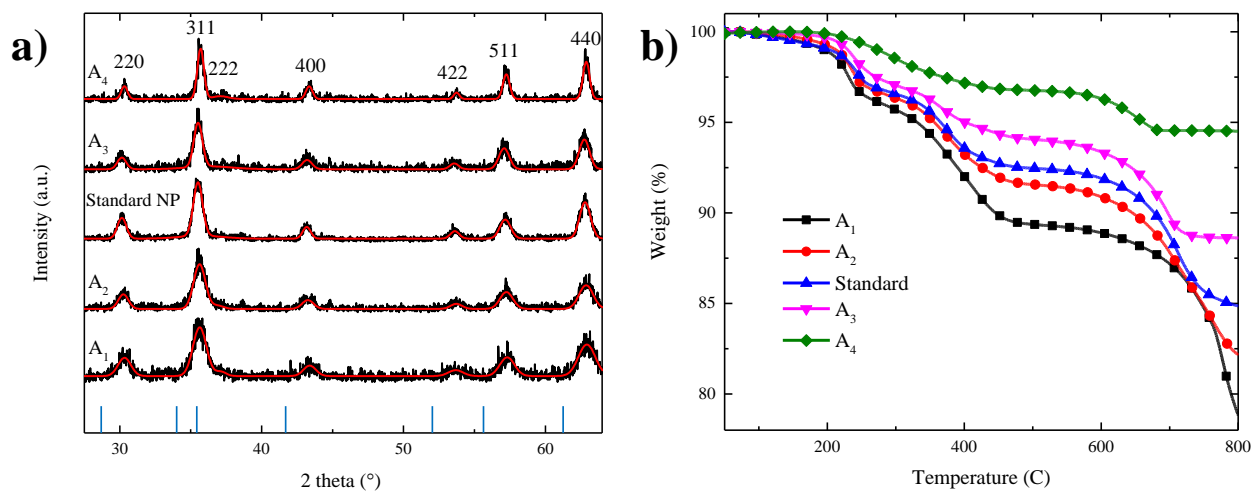 a)
311
440
511
220
222
400
422
A₄
A₃
Standard NP
A₂
A₁
Intensity (a.u.)
30 40 50 60
2 theta (°)
b)
100
95
90
85
80
Weight (%)
A₁
A₂
Standard
A₃
A₄
0 200 400 600 800
Temperature (C)